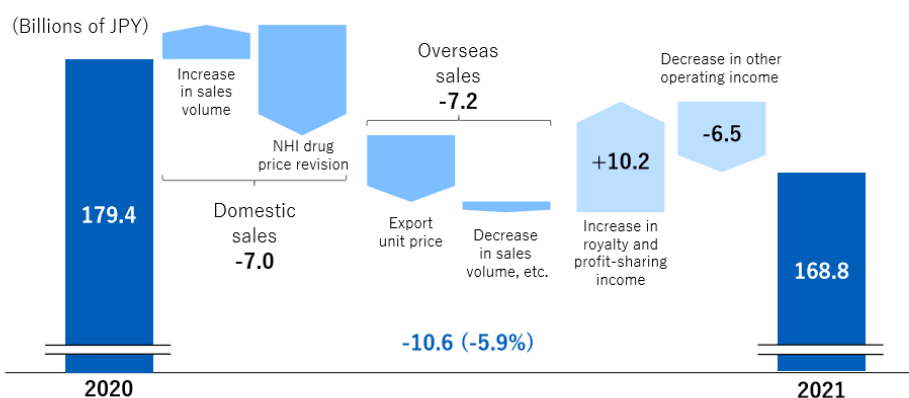 (Billions of JPY)
179.4
Increase
in sales
volume
NHI drug
price revision
Domestic
sales
-7.0
Overseas
sales
-7.2
Export
unit price
Decrease
in sales
volume, etc.
+10.2
Increase in
royalty and
profit-sharing
income
Decrease in other
operating income
-6.5
168.8
-10.6 (-5.9%)
2020
2021